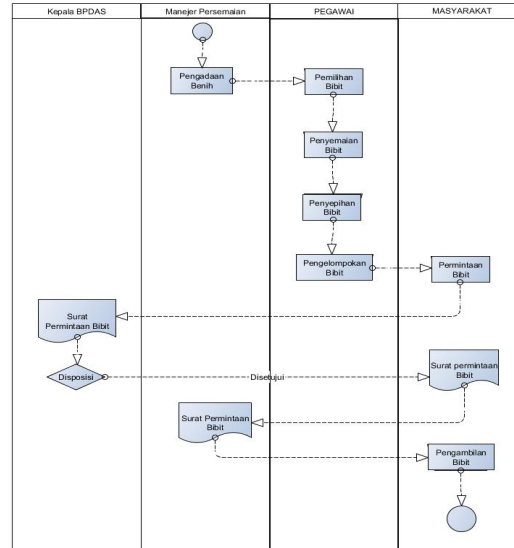 Kepala BPDAS
Manejer Persemaian
PEGAWAI
MASYARAKAT
Pengadaan
Benih
Pemilihan
Bibit
Penyemaian
Bibit
Penyepihan
Bibit
Pengelompokan
Bibit
Permintaan
Bibit
Surat
Permintaan Bibit
Disposisi
Disetujui
Surat permintaan
Bibit
Surat Permintaan
Bibit
Pengambilan
Bibit